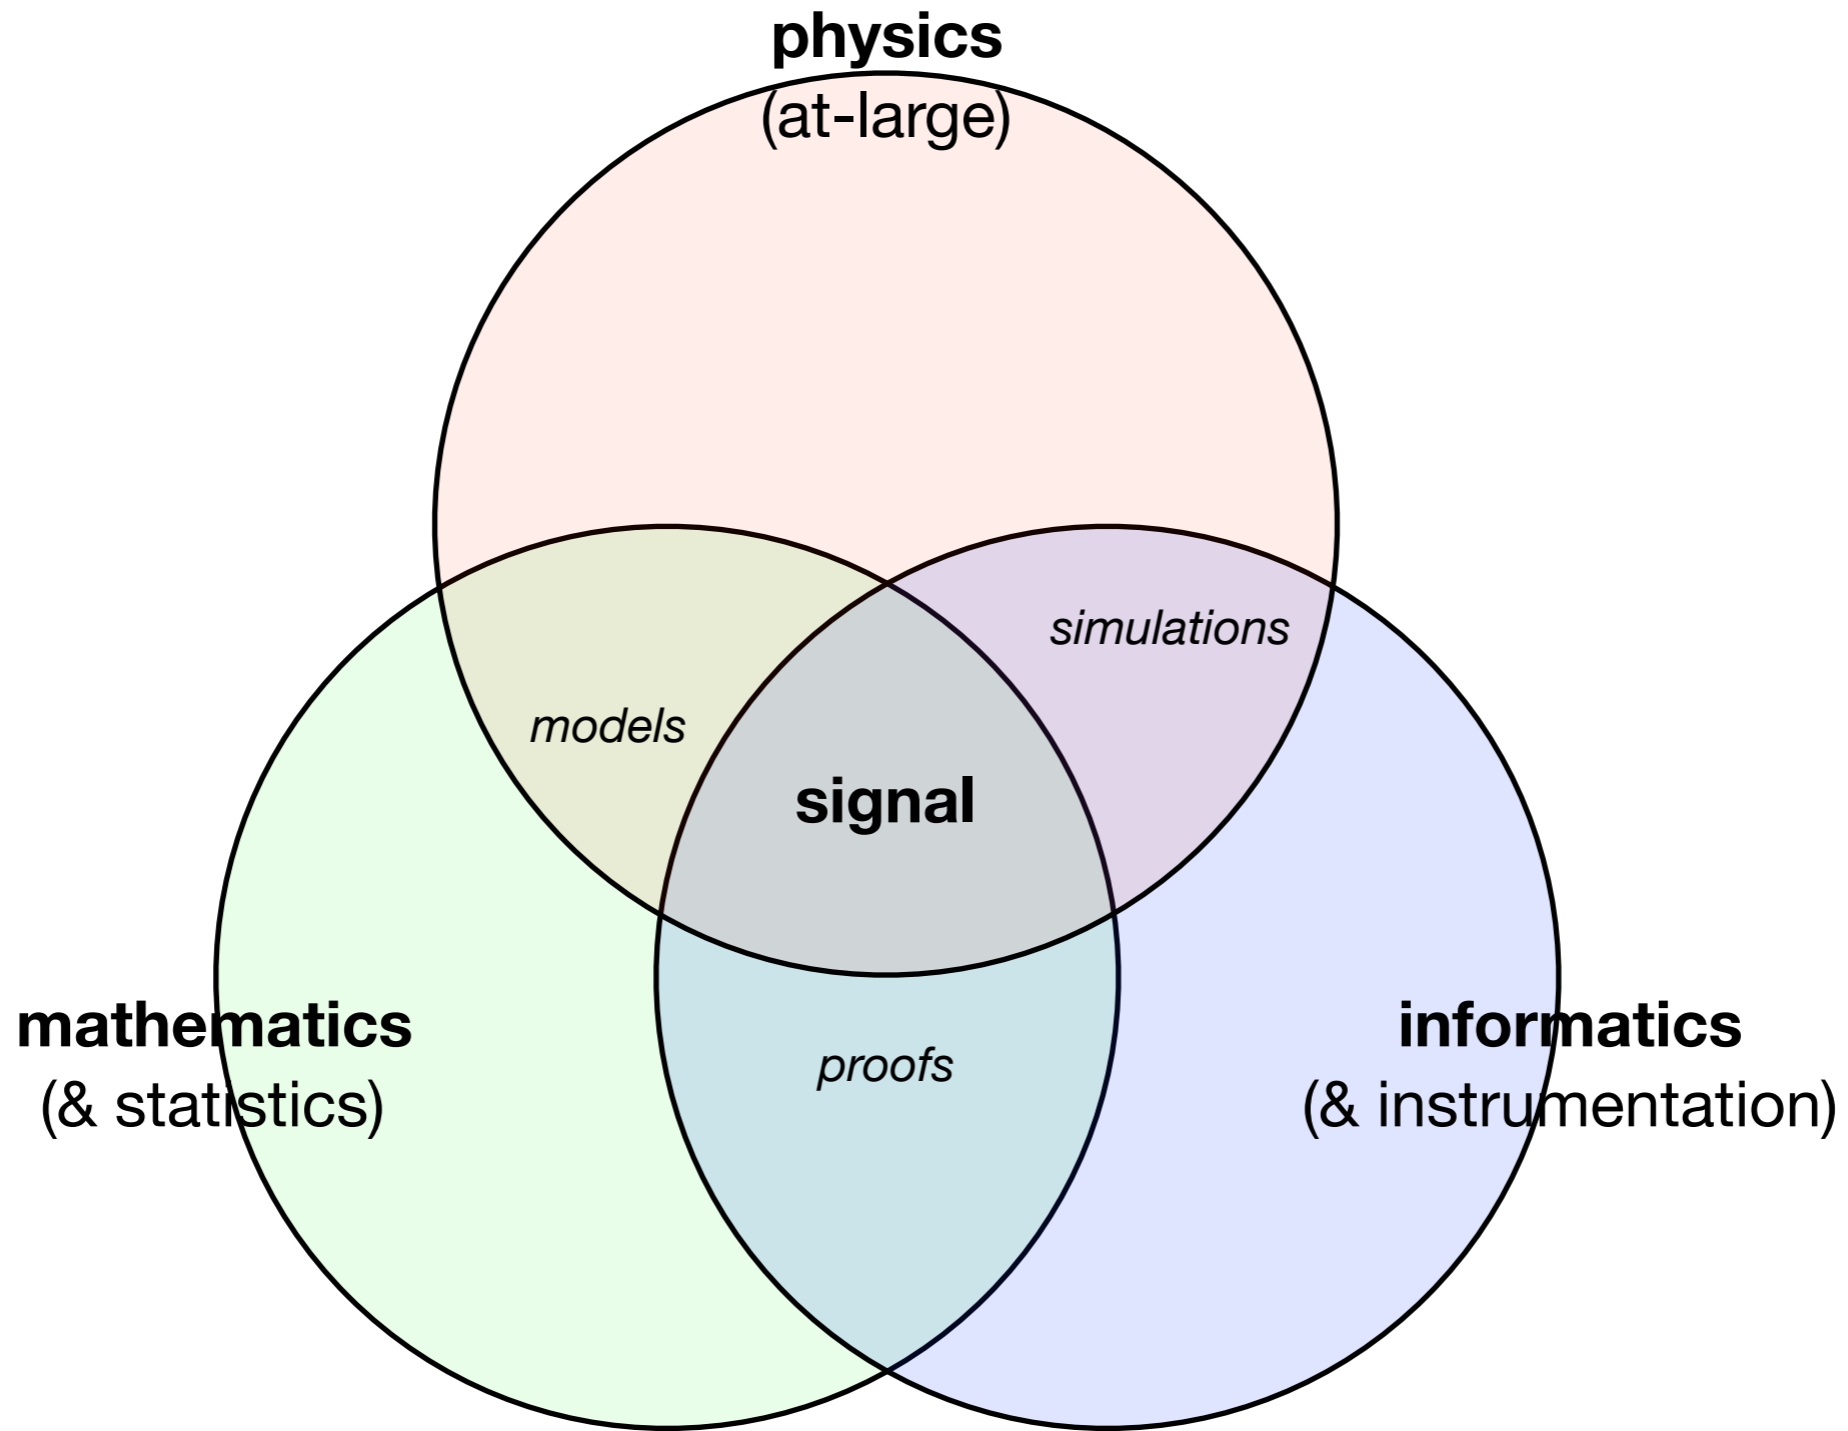 physics
(at-large)
simulations
models
signal
mathematics
(& statistics)
informatics
(& instrumentation)
proofs